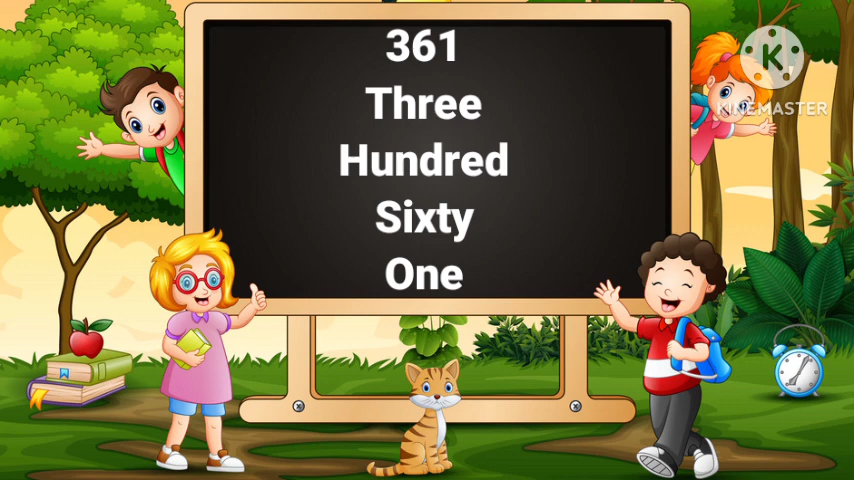 361
Three
Hundred
Sixty
One
K
KINEMASTER